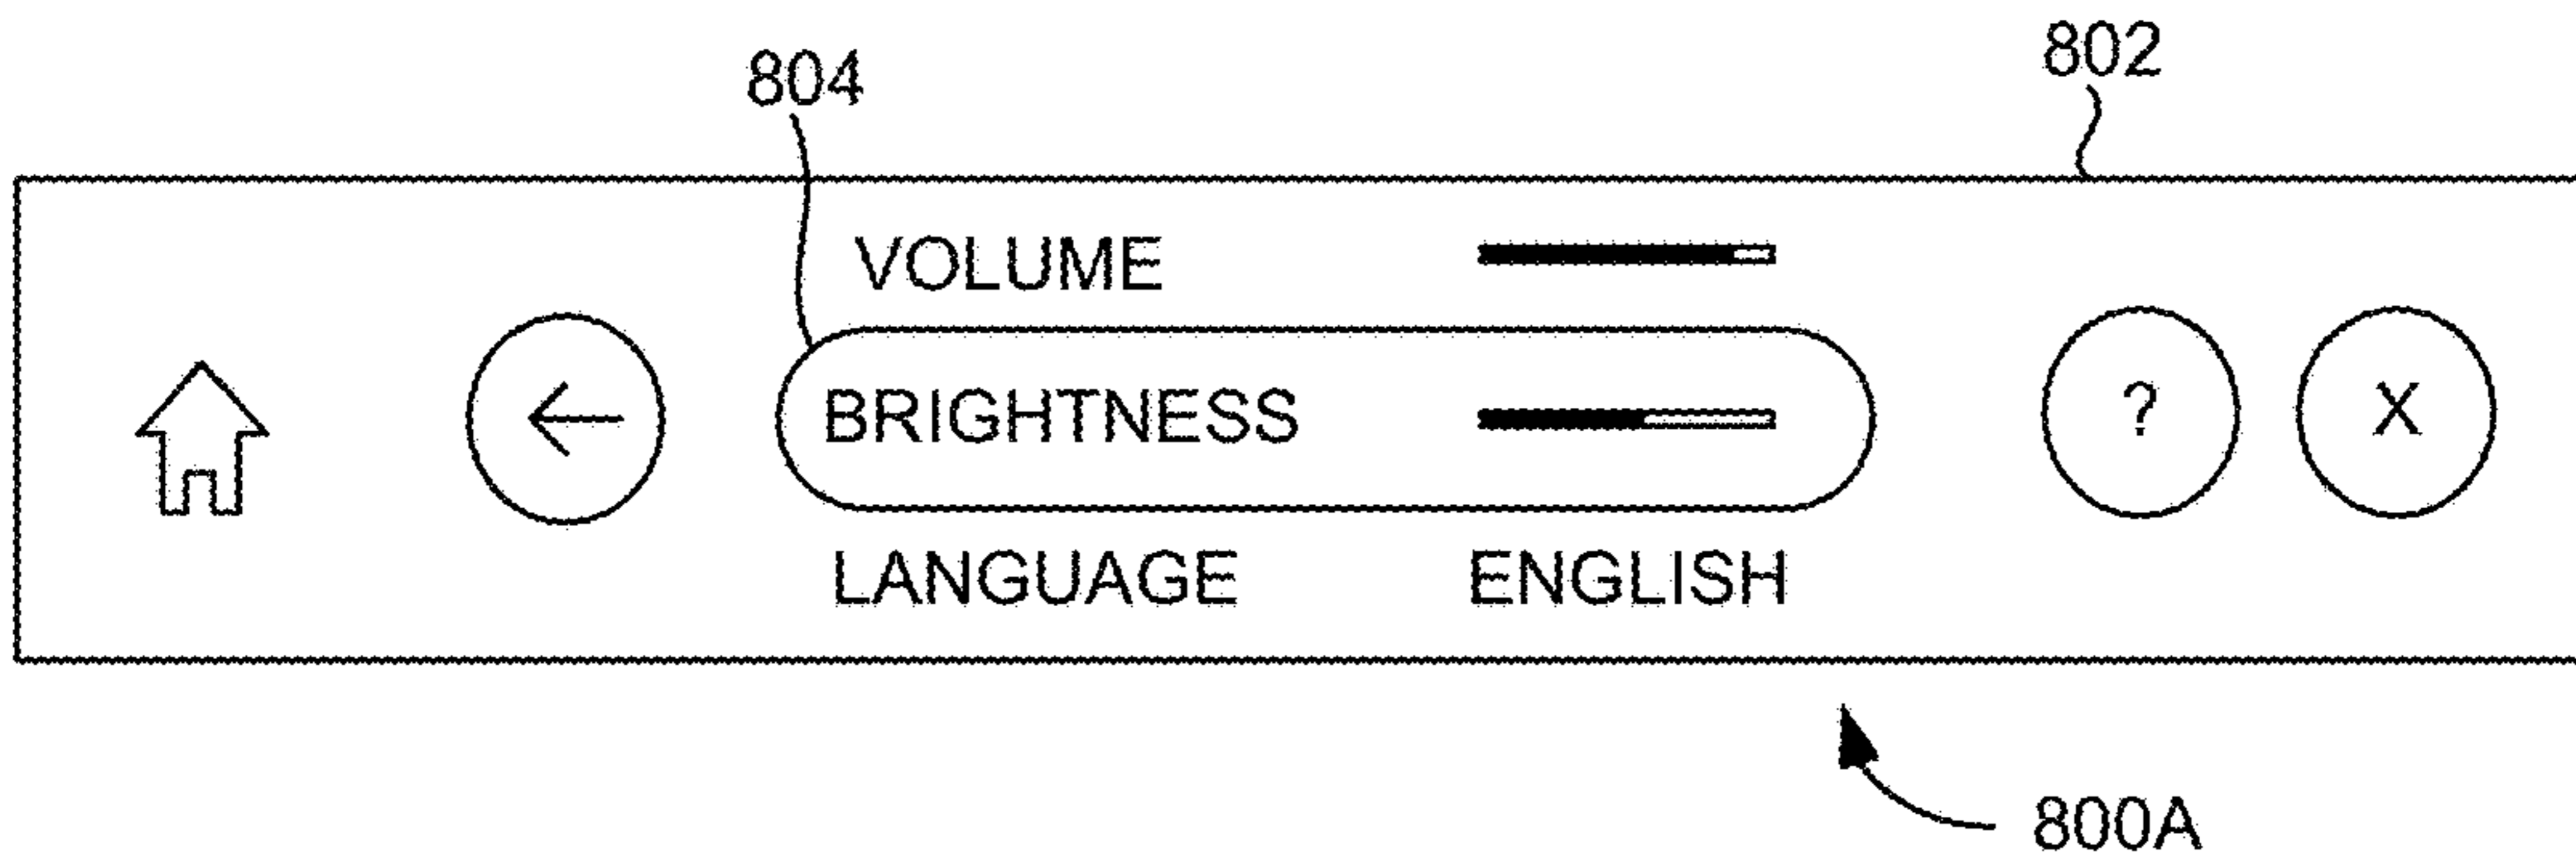 804
802
VOLUME
BRIGHTNESS
? X
LANGUAGE ENGLISH
800A